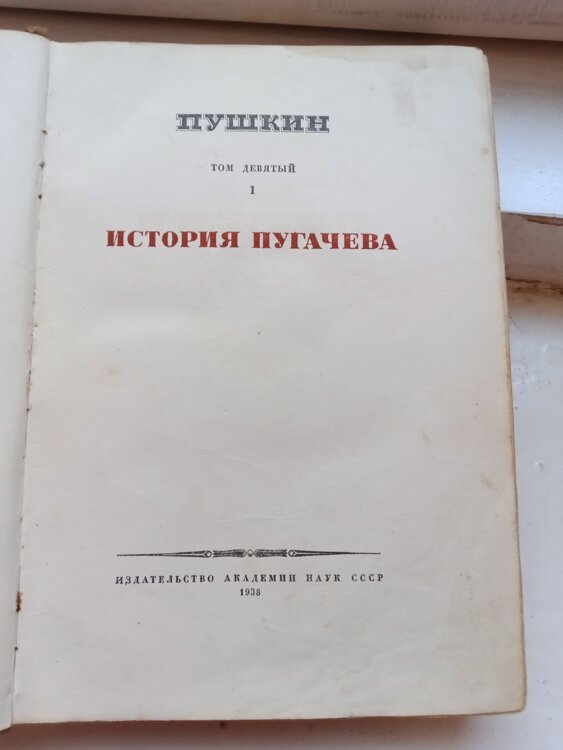 ПУШКИН
ТОМ ДЕВЯТЫЙ
1
ИСТОРИЯ ПУГАЧЕВА
ИЗДАТЕЛЬСТВО АКАДЕМИИ НАУК СССР
1938